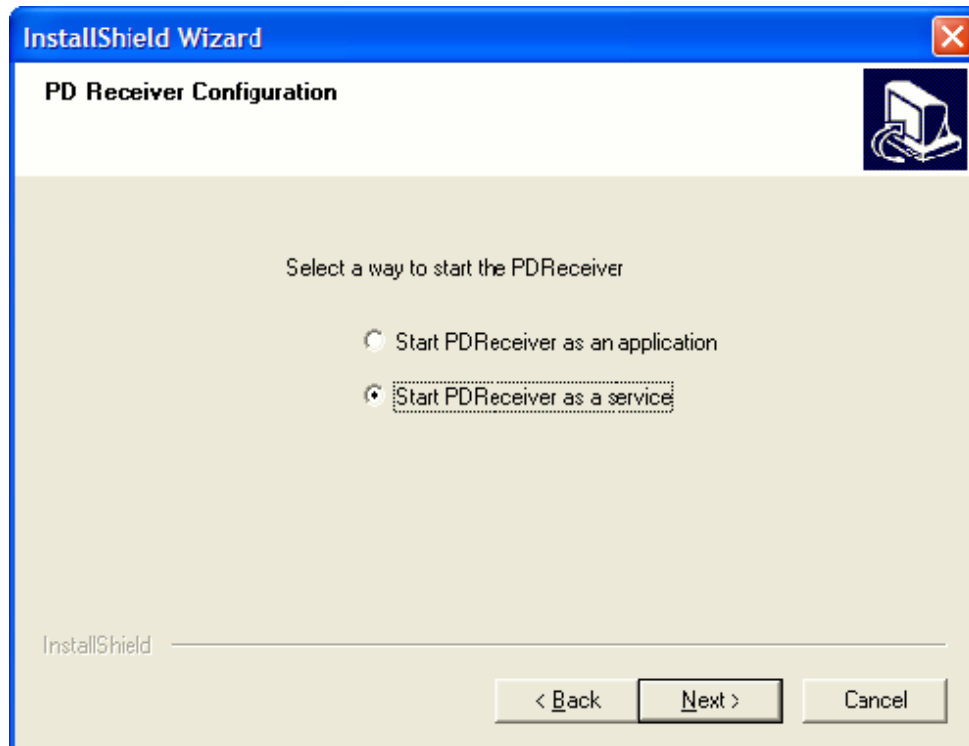 InstallShield Wizard
PD Receiver Configuration
Select a way to start the PDReceiver
Start PDReceiver as an application
Start PDReceiver as a service
InstallShield
< Back Next > Cancel